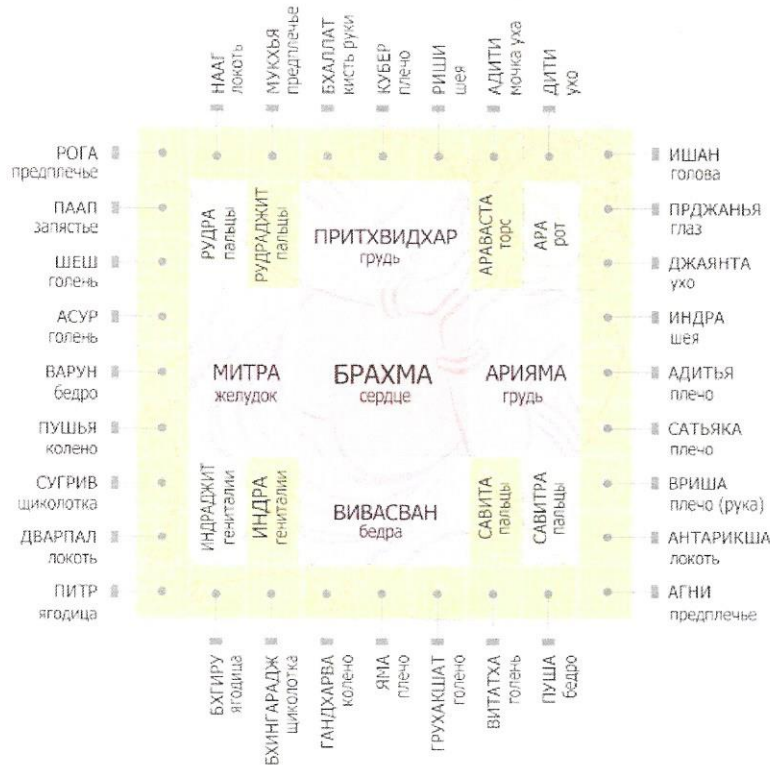 НААГ
локоть
МУКХЬЯ
предплечье
БХАЛЛАТ
кисть руки
КУБЕР
плечо
РИШИ
шея
АДИТИ
мочка уха
ДИТИ
ухо
РОГА
предплечье
ПААП
запястье
ШЕШ
голень
АСУР
голень
ВАРУН
бедро
ПУШЬЯ
колено
СУГРИВ
щиколотка
ДВАРПАЛ
локоть
ПИТР
ягодица
РУДРА
пальцы
РУДРАДЖИТ
пальцы
ПРИТХВИДХАР
грудь
АРАВАСТА
торс
АРА
рот
МИТРА
желудок
БРАХМА
сердце
АРИЯМА
грудь
ИНДРАДЖИТ
гениталии
ИНДРА
гениталии
ВИВАСВАН
бедра
САВИТА
пальцы
САВИТРА
пальцы
ИШАН
голова
ПРДЖАНЬЯ
глаз
ДЖАЯНТА
ухо
ИНДРА
шея
АДИТЬЯ
плечо
САТЬЯКА
плечо
ВРИША
плечо (рука)
АНТАРИКША
локоть
АГНИ
предплечье
БХГИРУ
ягодица
БХИНГАРАДЖ
щиколотка
ГАНДХАРВА
колено
ЯМА
плечо
ГРУХАКШАТ
голено
ВИТАТХА
голень
ПУША
бедро